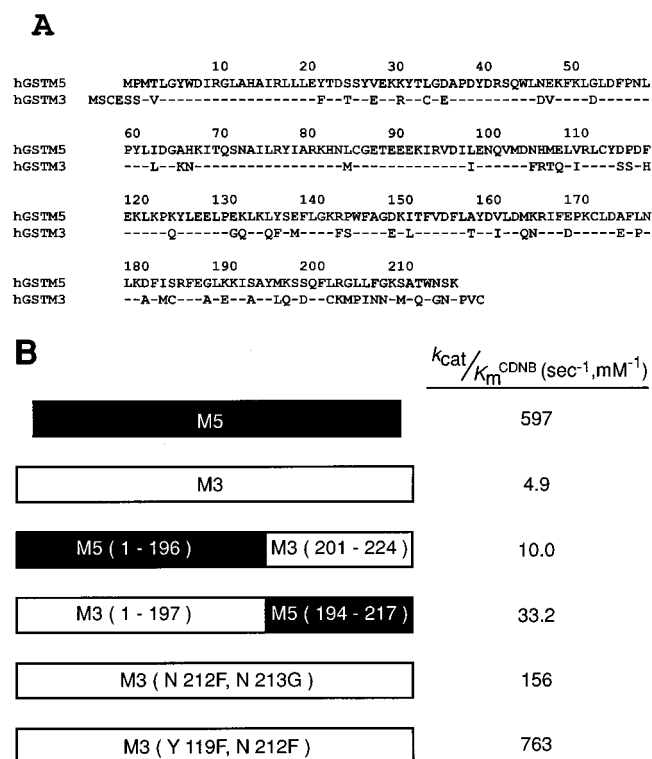 A
10 20 30 40 50
hGSTM5 MPMTLGYWDIRGLAHAIRLLLEYTDSSYVEKKYTLGDAPDYDRSQWLNEKFKLGLDFPNL
hGSTM3 MSCESS-V------------------F--T--E--R--C-E----------DV----D------
60 70 80 90 100 110
hGSTM5 PYLIDGAHKITQSNAILRYIARKHNLCGETEEEKIRVDILENQVMDNHMELVRLCYDPDF
hGSTM3 ---L--KN-----------------M-------------I------FRTQ-I----SS-H
120 130 140 150 160 170
hGSTM5 EKLKPKYLEELPEKLKLYSEFLGKRPWFAGDKITFVDFLAYDVLDMKRIFEPKCLDAFLN
hGSTM3 -----Q------GQ--QF-M----FS----E-L------T--I--QN---D-----E-P-
180 190 200 210
hGSTM5 LKDFISRFEGLKKISAYMKSSQFLRGLLFGKSATWNSK
hGSTM3 --A-MC---A-E--A--LQ-D--CKMPINN-M-Q-GN-PVC
B
kcat/Km CDNB (sec-1,mM-1)
M5 597
M3 4.9
M5 ( 1 - 196 ) M3 ( 201 - 224 ) 10.0
M3 ( 1 - 197 ) M5 ( 194 - 217 ) 33.2
M3 ( N 212F, N 213G ) 156
M3 ( Y 119F, N 212F ) 763